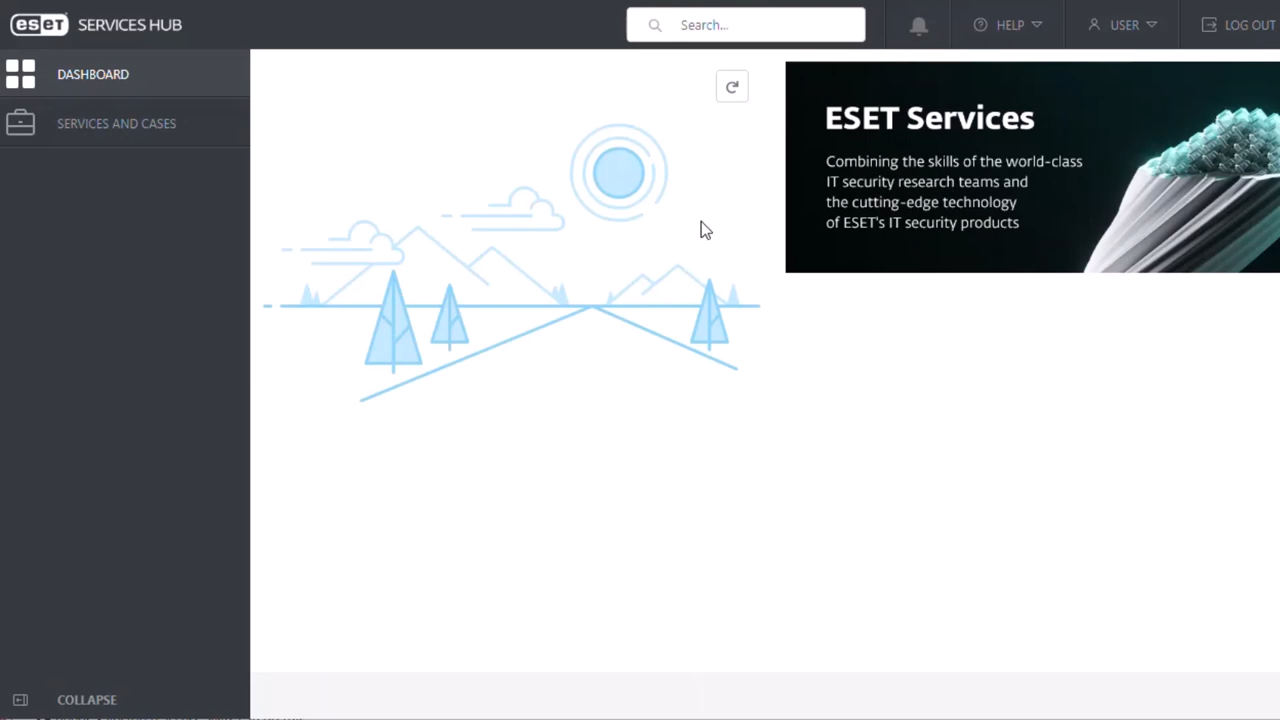 eseT SERVICES HUB
Search...
HELP
USER
LOG OUT
DASHBOARD
SERVICES AND CASES
ESET Services
Combining the skills of the world-class
IT security research teams and
the cutting-edge technology
of ESET's IT security products
COLLAPSE